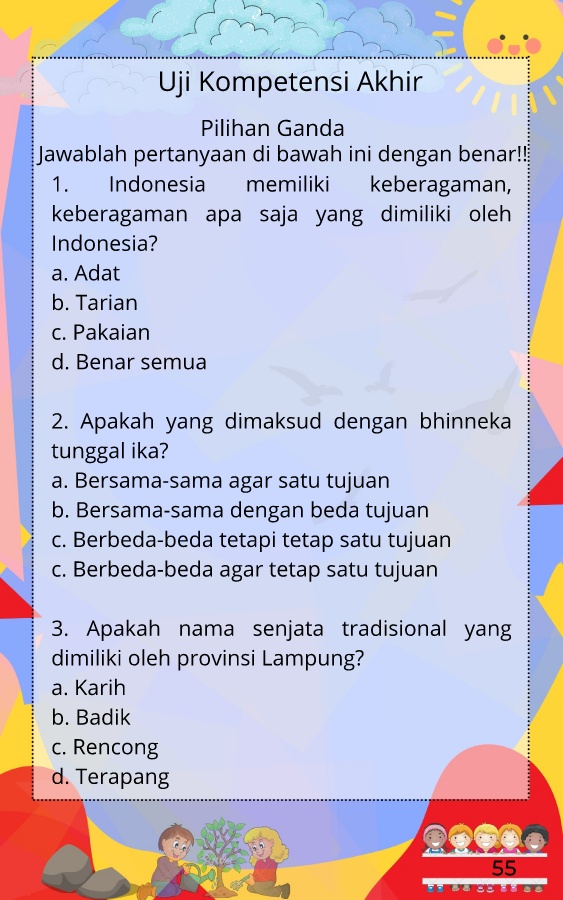 Uji Kompetensi Akhir
Pilihan Ganda
Jawablah pertanyaan di bawah ini dengan benar!!
1. Indonesia memiliki keberagaman,
keberagaman apa saja yang dimiliki oleh
Indonesia?
a. Adat
b. Tarian
c. Pakaian
d. Benar semua
2. Apakah yang dimaksud dengan bhinneka
tunggal ika?
a. Bersama-sama agar satu tujuan
b. Bersama-sama dengan beda tujuan
c. Berbeda-beda tetapi tetap satu tujuan
c. Berbeda-beda agar tetap satu tujuan
3. Apakah nama senjata tradisional yang
dimiliki oleh provinsi Lampung?
a. Karih
b. Badik
c. Rencong
d. Terapang
55